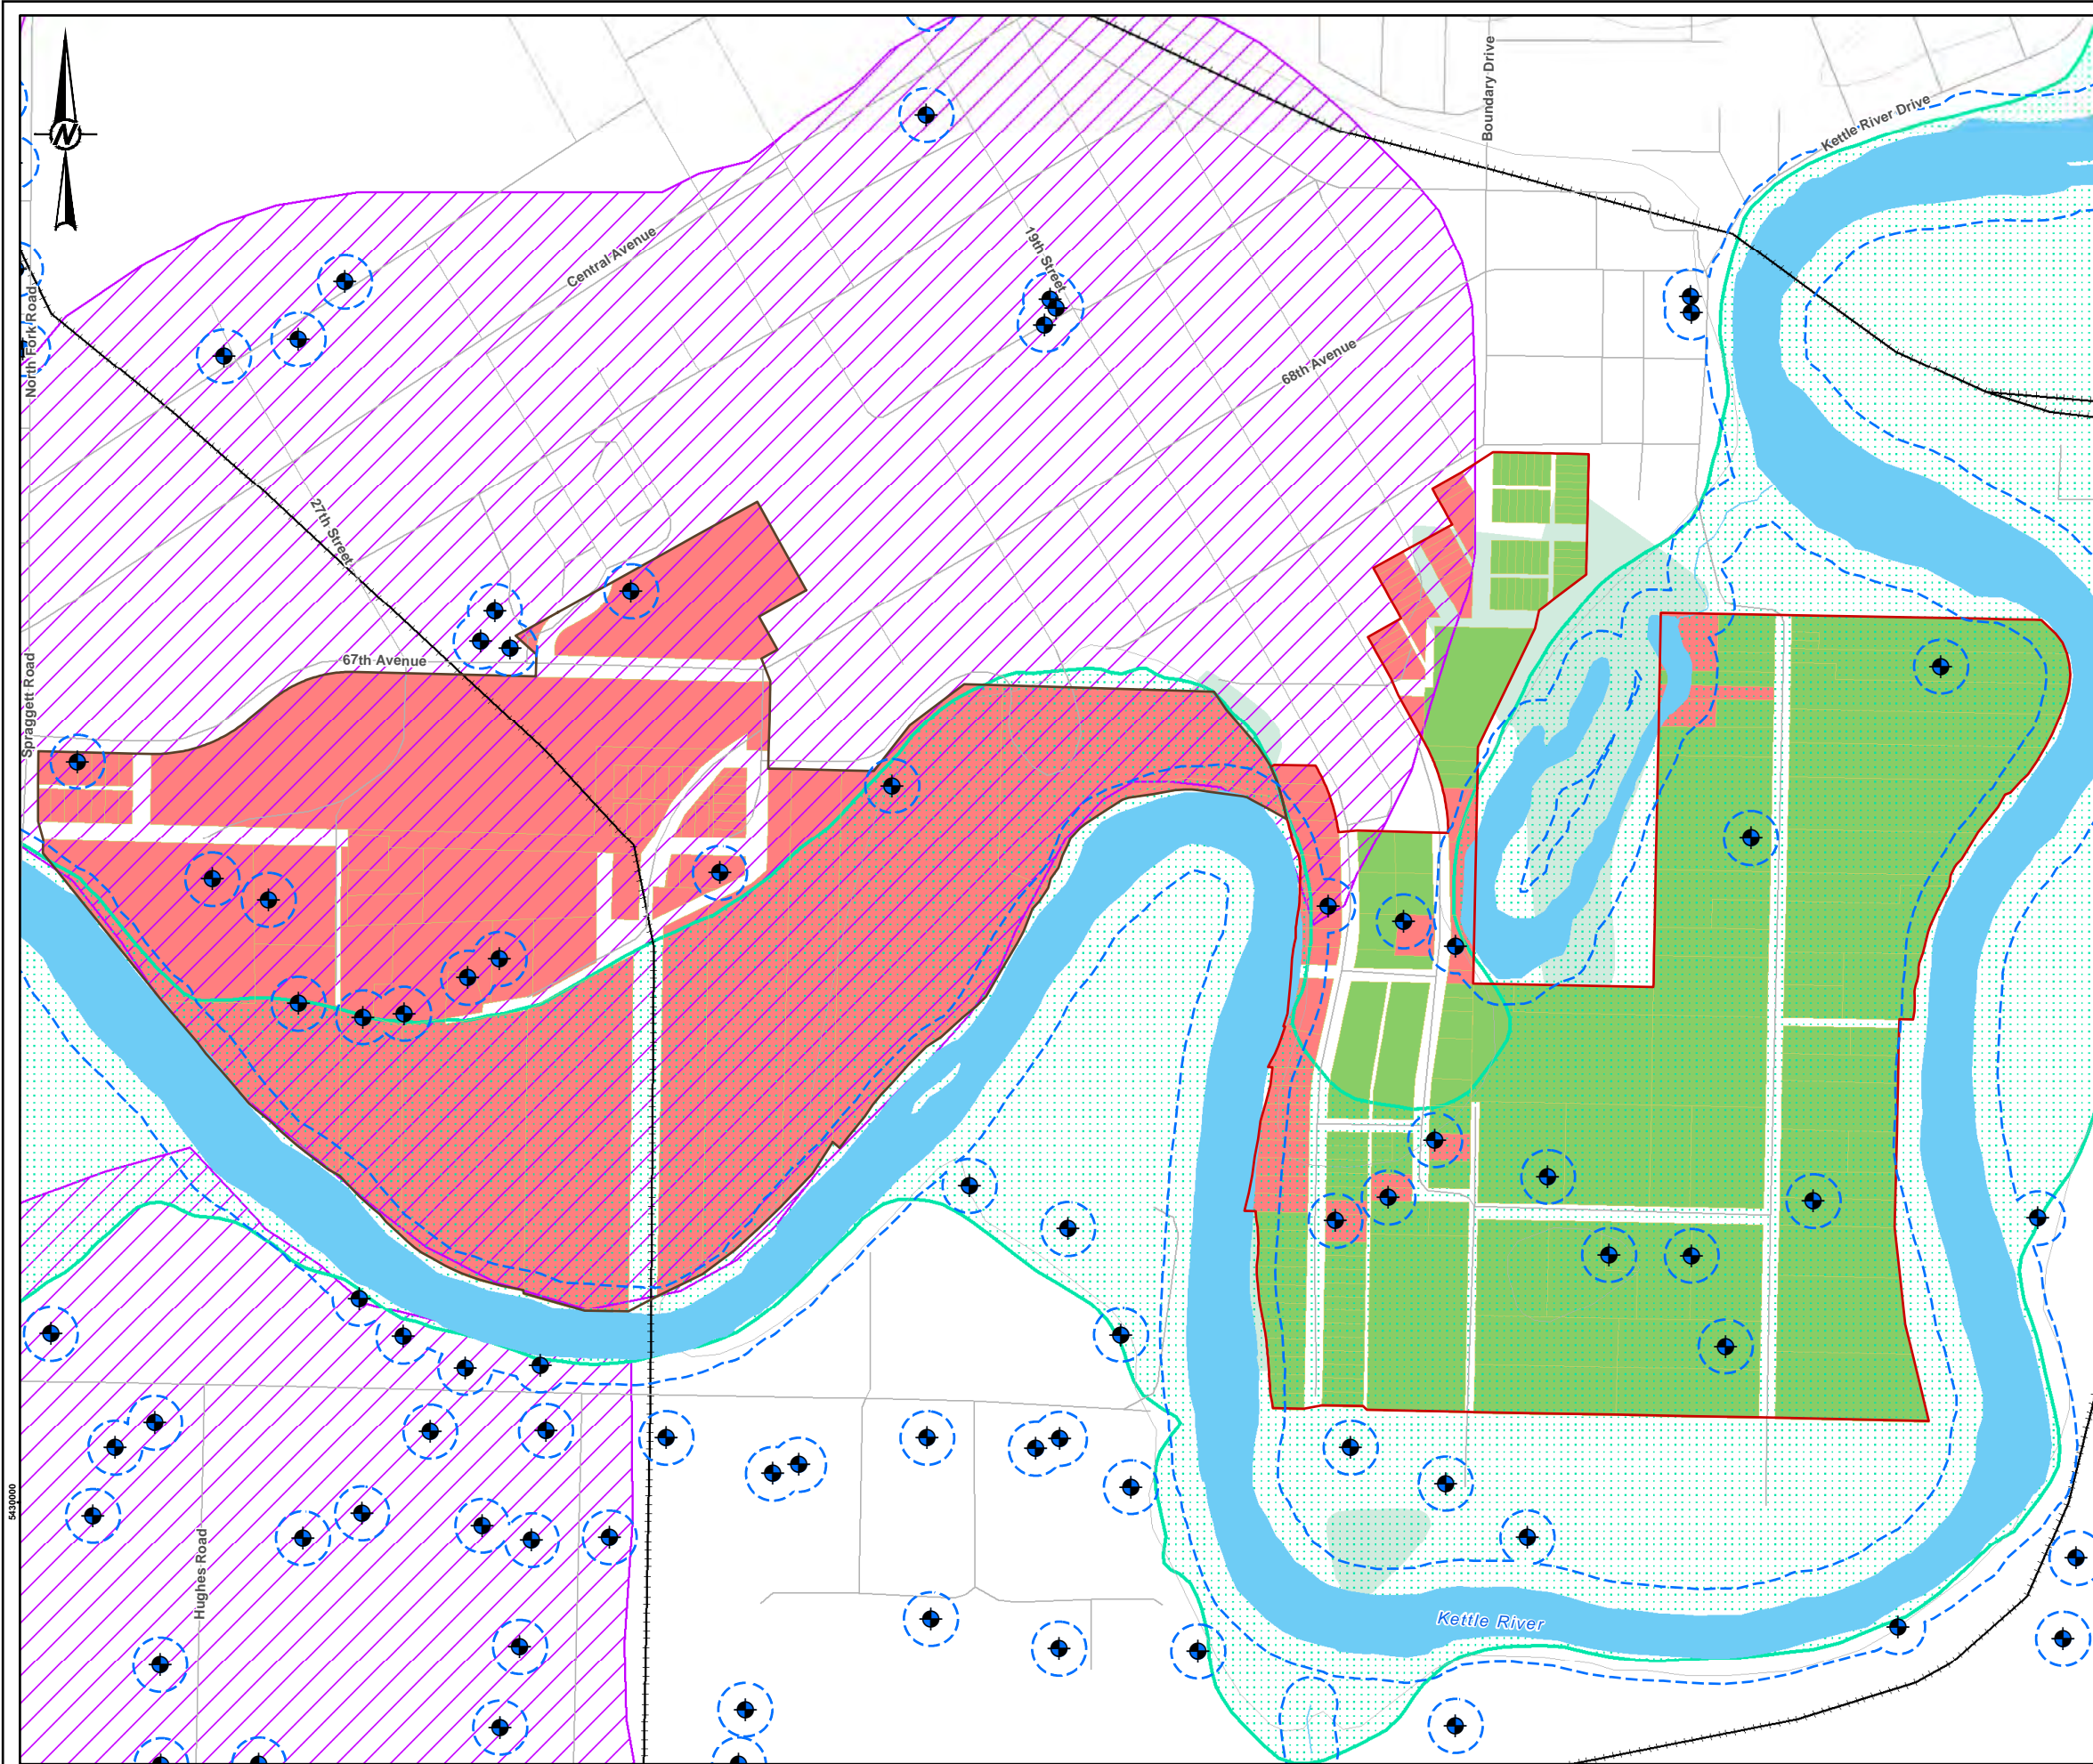 N
Boundary Drive
Kettle River Drive
Central Avenue
19th Street
North Fork Road
68th Avenue
27th Street
67th Avenue
Spraggett Road
5430000
Hughes Road
Kettle River